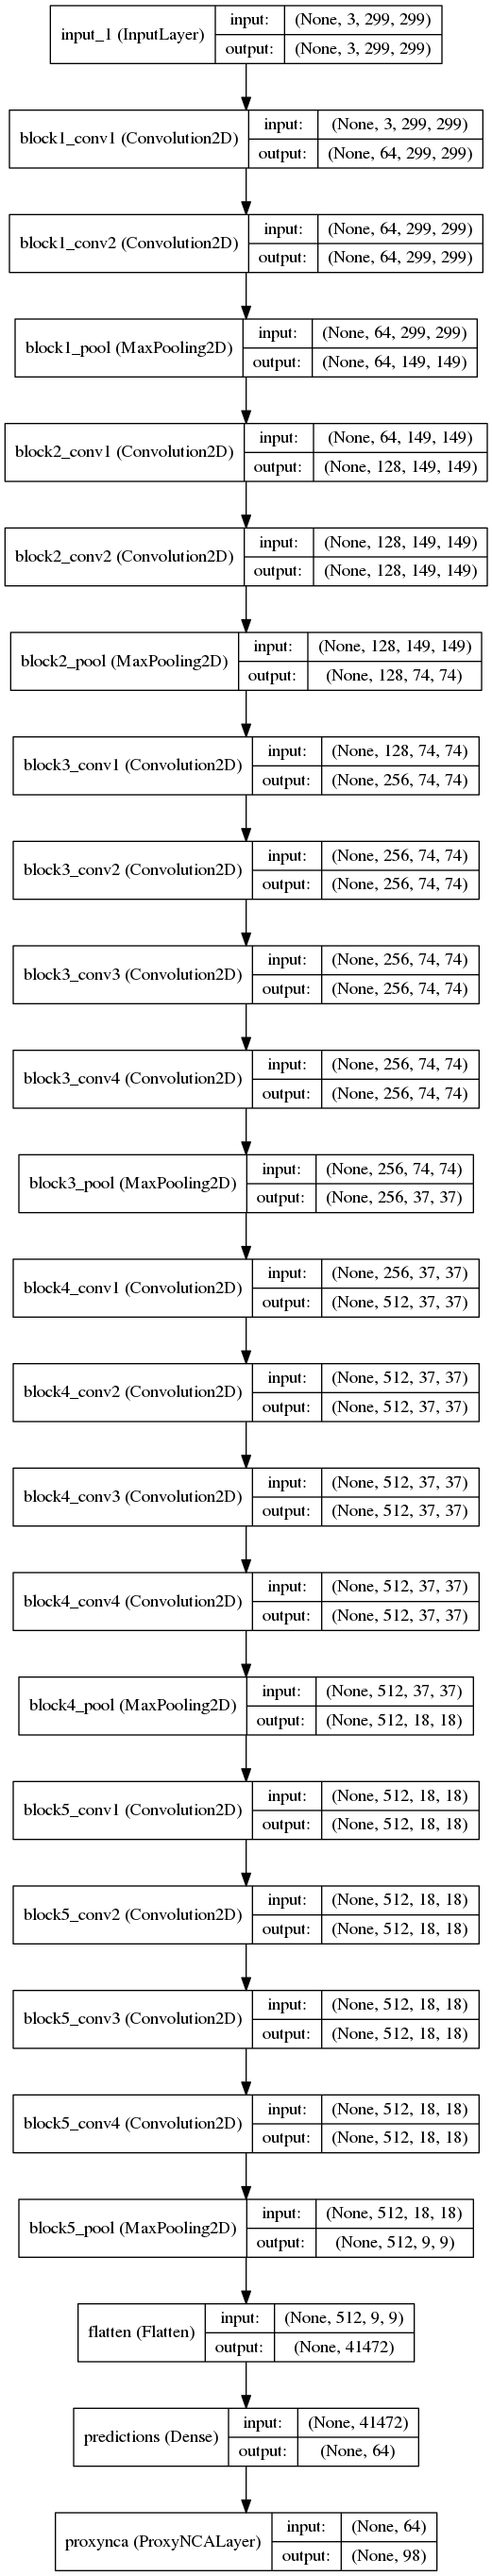 input_1 (InputLayer)
input: (None, 3, 299, 299)
output: (None, 3, 299, 299)
block1_conv1 (Convolution2D)
input: (None, 3, 299, 299)
output: (None, 64, 299, 299)
block1_conv2 (Convolution2D)
input: (None, 64, 299, 299)
output: (None, 64, 299, 299)
block1_pool (MaxPooling2D)
input: (None, 64, 299, 299)
output: (None, 64, 149, 149)
block2_conv1 (Convolution2D)
input: (None, 64, 149, 149)
output: (None, 128, 149, 149)
block2_conv2 (Convolution2D)
input: (None, 128, 149, 149)
output: (None, 128, 149, 149)
block2_pool (MaxPooling2D)
input: (None, 128, 149, 149)
output: (None, 128, 74, 74)
block3_conv1 (Convolution2D)
input: (None, 128, 74, 74)
output: (None, 256, 74, 74)
block3_conv2 (Convolution2D)
input: (None, 256, 74, 74)
output: (None, 256, 74, 74)
block3_conv3 (Convolution2D)
input: (None, 256, 74, 74)
output: (None, 256, 74, 74)
block3_conv4 (Convolution2D)
input: (None, 256, 74, 74)
output: (None, 256, 74, 74)
block3_pool (MaxPooling2D)
input: (None, 256, 74, 74)
output: (None, 256, 37, 37)
block4_conv1 (Convolution2D)
input: (None, 256, 37, 37)
output: (None, 512, 37, 37)
block4_conv2 (Convolution2D)
input: (None, 512, 37, 37)
output: (None, 512, 37, 37)
block4_conv3 (Convolution2D)
input: (None, 512, 37, 37)
output: (None, 512, 37, 37)
block4_conv4 (Convolution2D)
input: (None, 512, 37, 37)
output: (None, 512, 37, 37)
block4_pool (MaxPooling2D)
input: (None, 512, 37, 37)
output: (None, 512, 18, 18)
block5_conv1 (Convolution2D)
input: (None, 512, 18, 18)
output: (None, 512, 18, 18)
block5_conv2 (Convolution2D)
input: (None, 512, 18, 18)
output: (None, 512, 18, 18)
block5_conv3 (Convolution2D)
input: (None, 512, 18, 18)
output: (None, 512, 18, 18)
block5_conv4 (Convolution2D)
input: (None, 512, 18, 18)
output: (None, 512, 18, 18)
block5_pool (MaxPooling2D)
input: (None, 512, 18, 18)
output: (None, 512, 9, 9)
flatten (Flatten)
input: (None, 512, 9, 9)
output: (None, 41472)
predictions (Dense)
input: (None, 41472)
output: (None, 64)
proxynca (ProxyNCALayer)
input: (None, 64)
output: (None, 98)